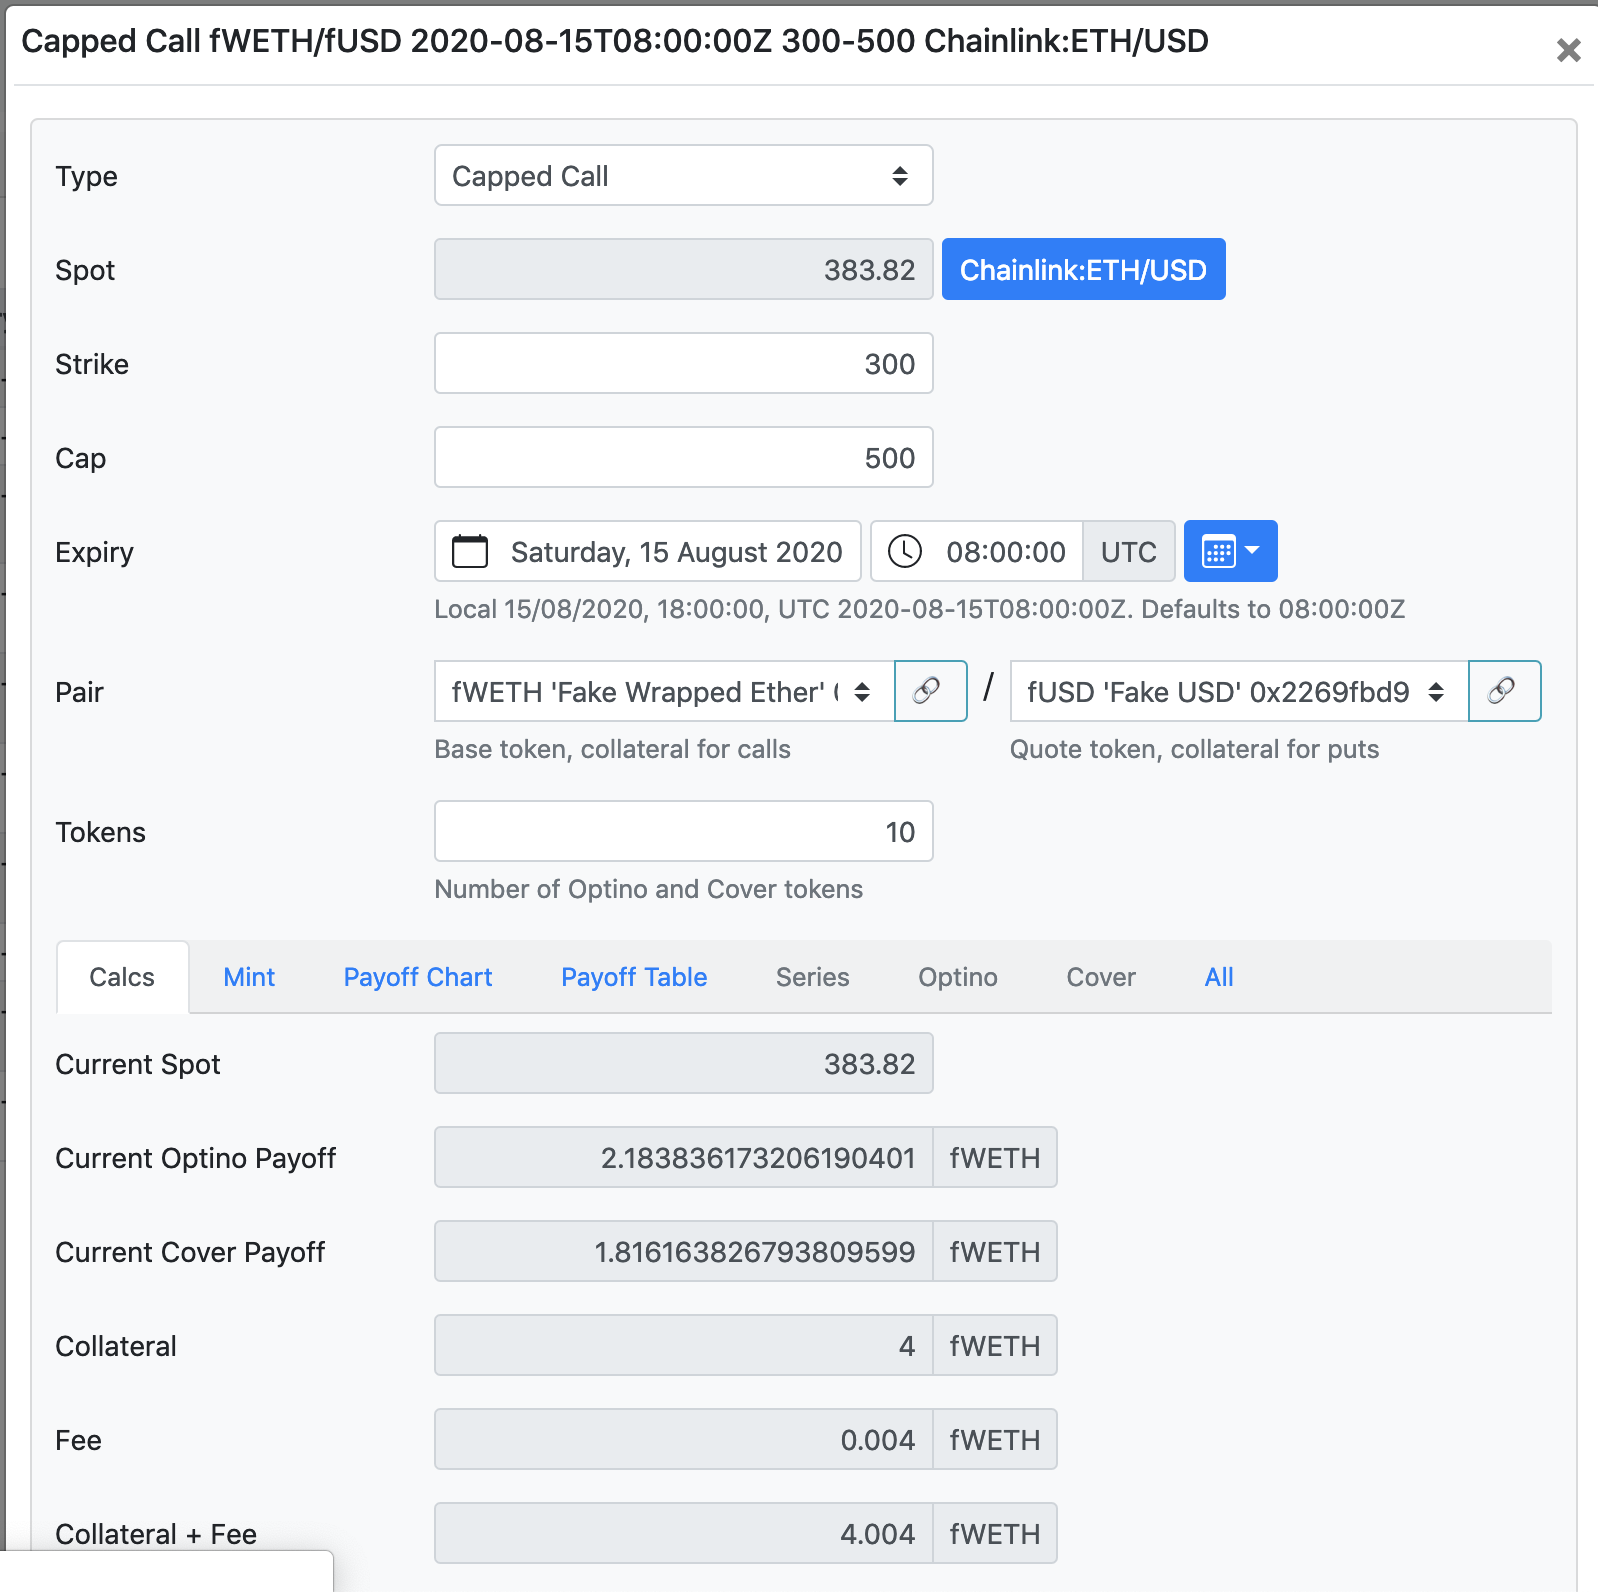 Capped Call fWETH/fUSD 2020-08-15T08:00:00Z 300-500 Chainlink:ETH/USD
Type Capped Call
Spot 383.82 Chainlink:ETH/USD
Strike 300
Cap 500
Expiry Saturday, 15 August 2020 08:00:00 UTC
Local 15/08/2020, 18:00:00, UTC 2020-08-15T08:00:00Z. Defaults to 08:00:00Z
Pair fWETH 'Fake Wrapped Ether' / fUSD 'Fake USD' 0x2269fbd9
Base token, collateral for calls Quote token, collateral for puts
Tokens 10
Number of Optino and Cover tokens
Calcs Mint Payoff Chart Payoff Table Series Optino Cover All
Current Spot 383.82
Current Optino Payoff 2.183836173206190401 fWETH
Current Cover Payoff 1.816163826793809599 fWETH
Collateral 4 fWETH
Fee 0.004 fWETH
Collateral + Fee 4.004 fWETH